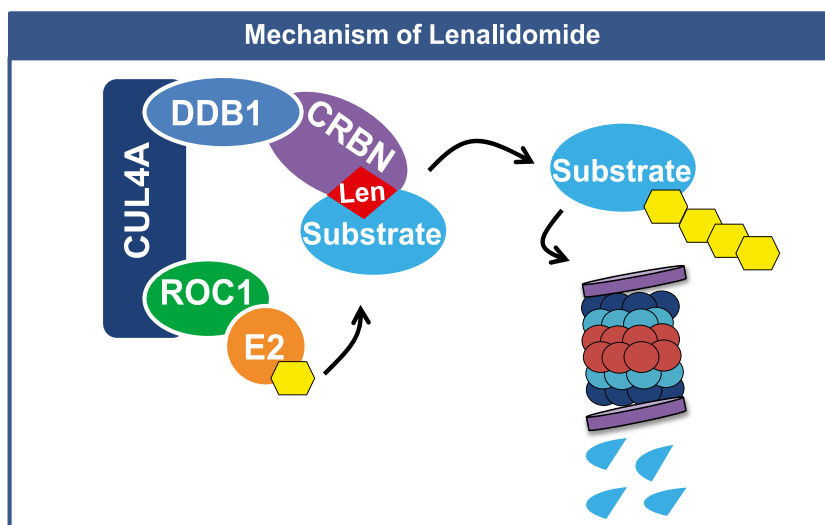 Mechanism of Lenalidomide
DDB1
CRBN
CUL4A
Len
Substrate
ROC1
E2
Substrate